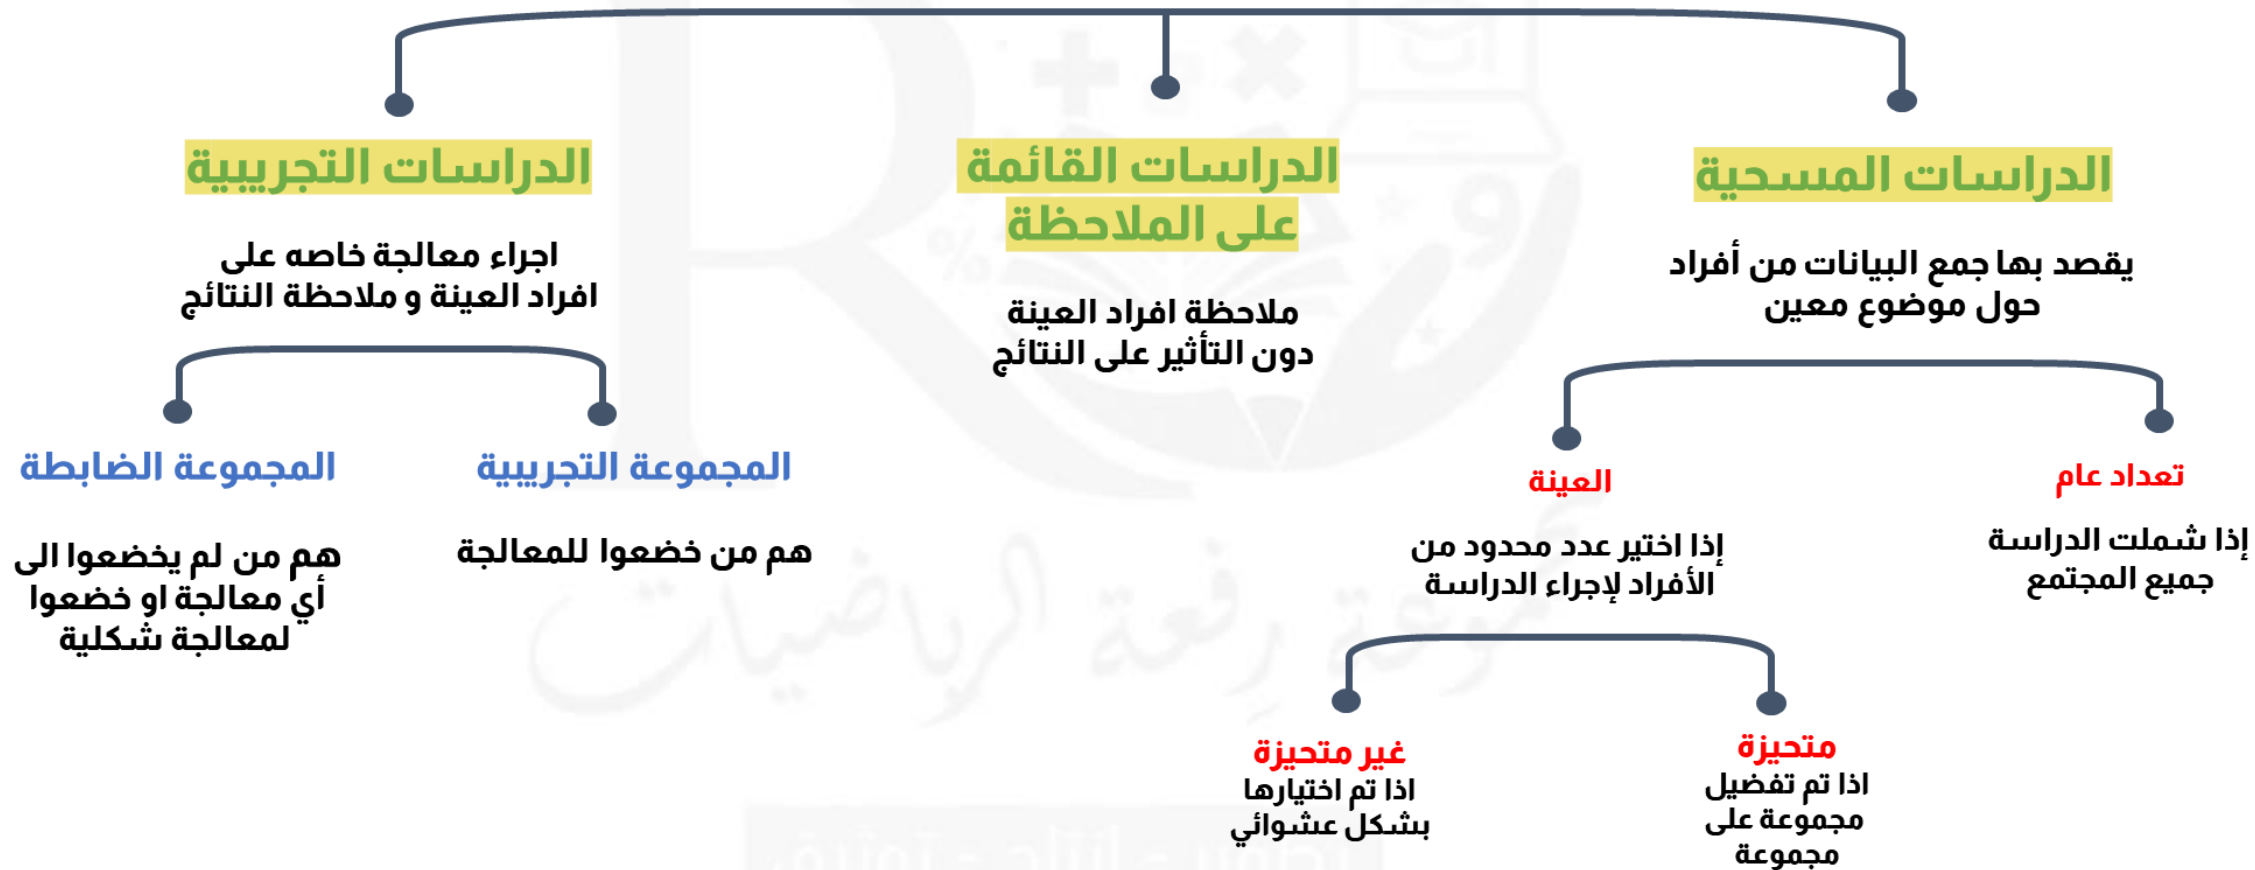 الدراسات المسحية
يقصد بها جمع البيانات من أفراد
حول موضوع معين
تعداد عام
إذا شملت الدراسة
جميع المجتمع
العينة
إذا اختير عدد محدود من
الأفراد لإجراء الدراسة
متحيزة
اذا تم تفضيل
مجموعة على
مجموعة
غير متحيزة
اذا تم اختيارها
بشكل عشوائي
الدراسات القائمة
على الملاحظة
ملاحظة افراد العينة
دون التأثير على النتائج
الدراسات التجريبية
اجراء معالجة خاصه على
افراد العينة و ملاحظة النتائج
المجموعة التجريبية
هم من خضعوا للمعالجة
المجموعة الضابطة
هم من لم يخضعوا الى
أي معالجة او خضعوا
لمعالجة شكلية
مجموعة رفعة الرياضيات